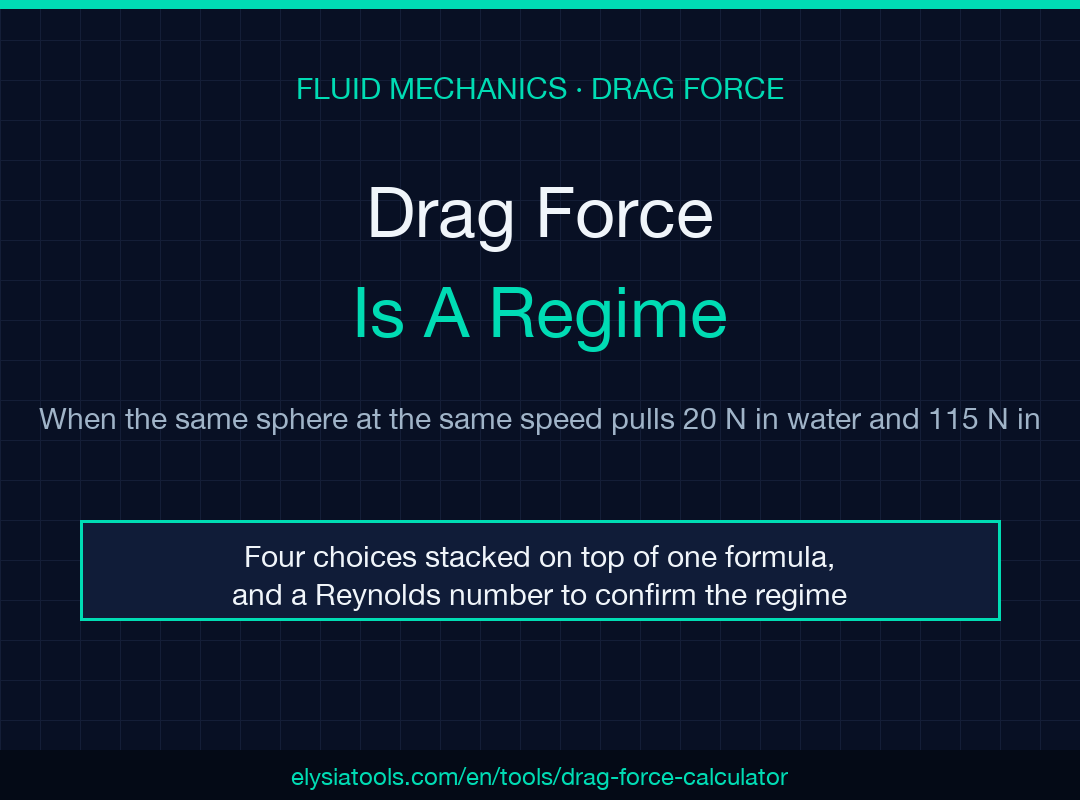 FLUID MECHANICS · DRAG FORCE
Drag Force
Is A Regime
When the same sphere at the same speed pulls 20 N in water and 115 N in
Four choices stacked on top of one formula,
and a Reynolds number to confirm the regime
elysiatools.com/en/tools/drag-force-calculator